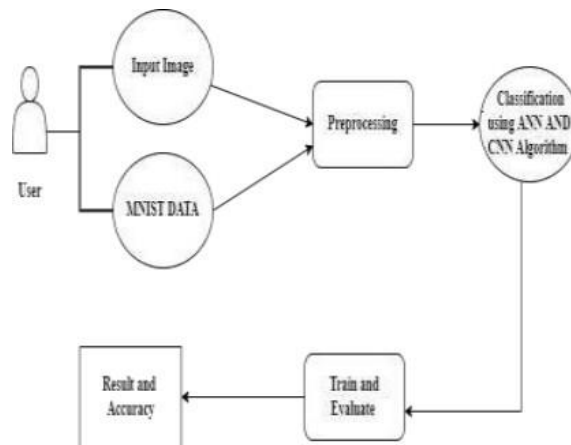 Input Image
User
MNIST DATA
Preprocessing
Classification
using ANN AND
CNN Algorithm
Train and
Evaluate
Result and
Accuracy